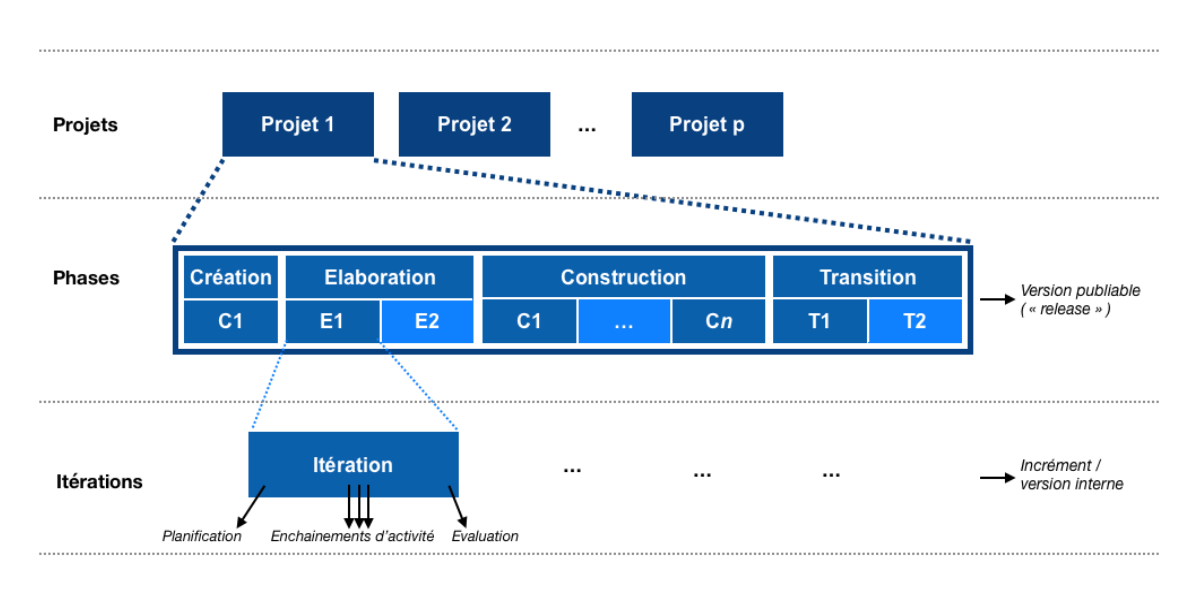 Projets
Projet 1
Projet 2
...
Projet p
Phases
Création
Elaboration
Construction
Transition
C1
E1
E2
C1
...
Cn
T1
T2
Version publiable
( « release » )
Itérations
Itération
...
...
...
Incrément /
version interne
Planification
Enchainements d'activité
Evaluation